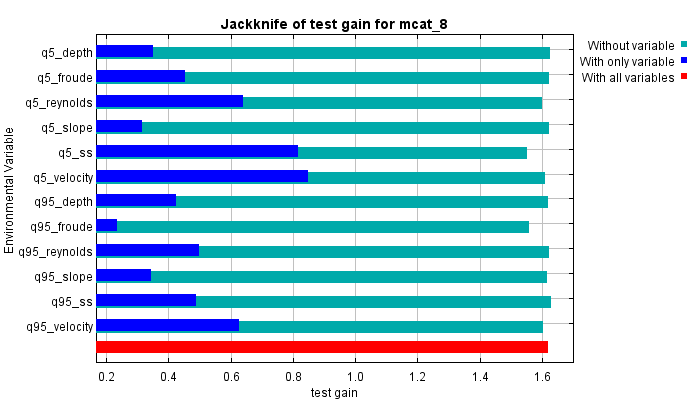 Jackknife of test gain for mcat_8
Without variable
With only variable
With all variables
Environmental Variable
q5_depth
q5_froude
q5_reynolds
q5_slope
q5_ss
q5_velocity
q95_depth
q95_froude
q95_reynolds
q95_slope
q95_ss
q95_velocity
0.2 0.4 0.6 0.8 1.0 1.2 1.4 1.6
test gain